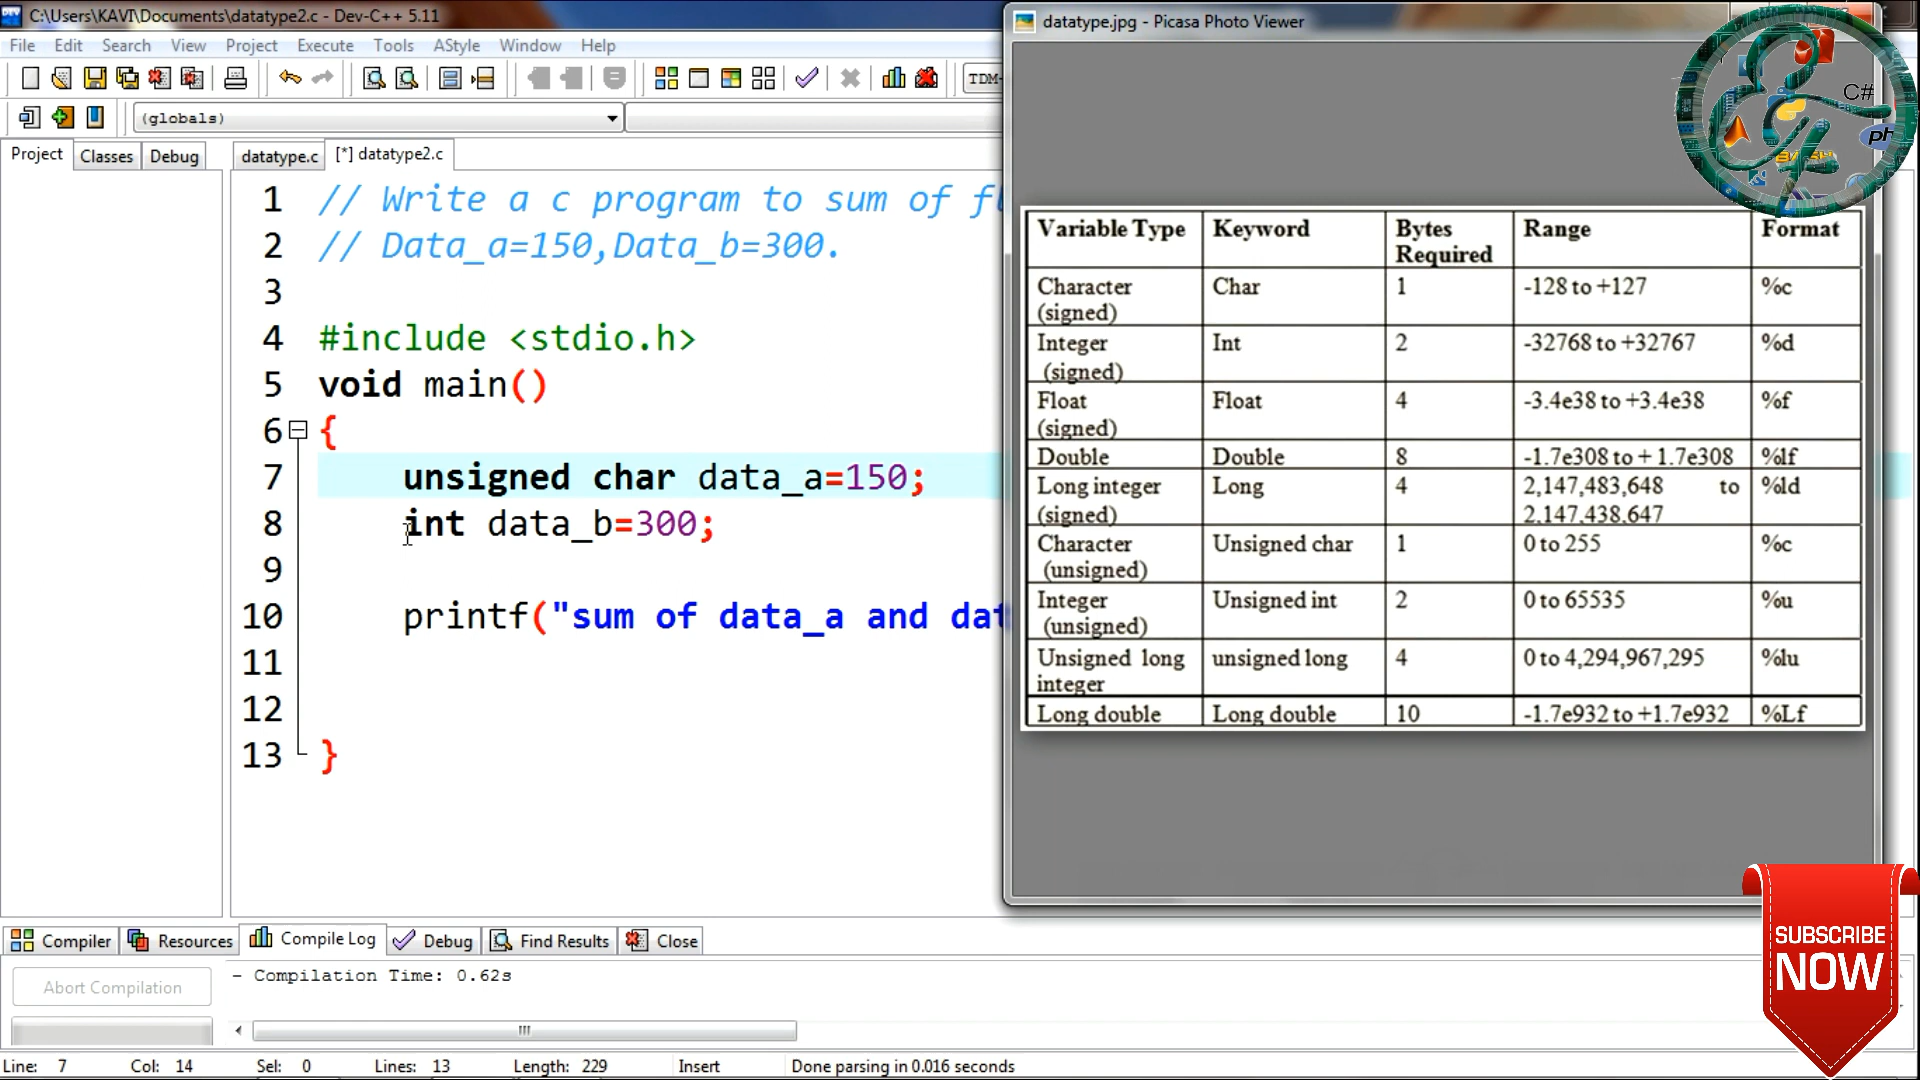 C:\Users\KAVI\Documents\datatype2.c - Dev-C++ 5.11
File Edit Search View Project Execute Tools AStyle Window Help
TDM-
(globals)
Project Classes Debug
datatype.c [*] datatype2.c
1 // Write a c program to sum of
2 // Data_a=150,Data_b=300.
3
4 #include <stdio.h>
5 void main()
6 {
7 unsigned char data_a=150;
8 int data_b=300;
9
10 printf("sum of data_a and dat
11
12
13 }
datatype.jpg - Picasa Photo Viewer
C#
Variable Type Keyword Bytes Required Range Format
Character (signed) Char 1 -128 to +127 %c
Integer (signed) Int 2 -32768 to +32767 %d
Float (signed) Float 4 -3.4e38 to +3.4e38 %f
Double Double 8 -1.7e308 to + 1.7e308 %lf
Long integer (signed) Long 4 2,147,483,648 to 2,147,438,647 %ld
Character (unsigned) Unsigned char 1 0 to 255 %c
Integer (unsigned) Unsigned int 2 0 to 65535 %u
Unsigned long integer unsigned long 4 0 to 4,294,967,295 %lu
Long double Long double 10 -1.7e932 to +1.7e932 %Lf
Compiler Resources Compile Log Debug Find Results Close
Abort Compilation
- Compilation Time: 0.62s
Line: 7 Col: 14 Sel: 0 Lines: 13 Length: 229 Insert Done parsing in 0.016 seconds
SUBSCRIBE
NOW